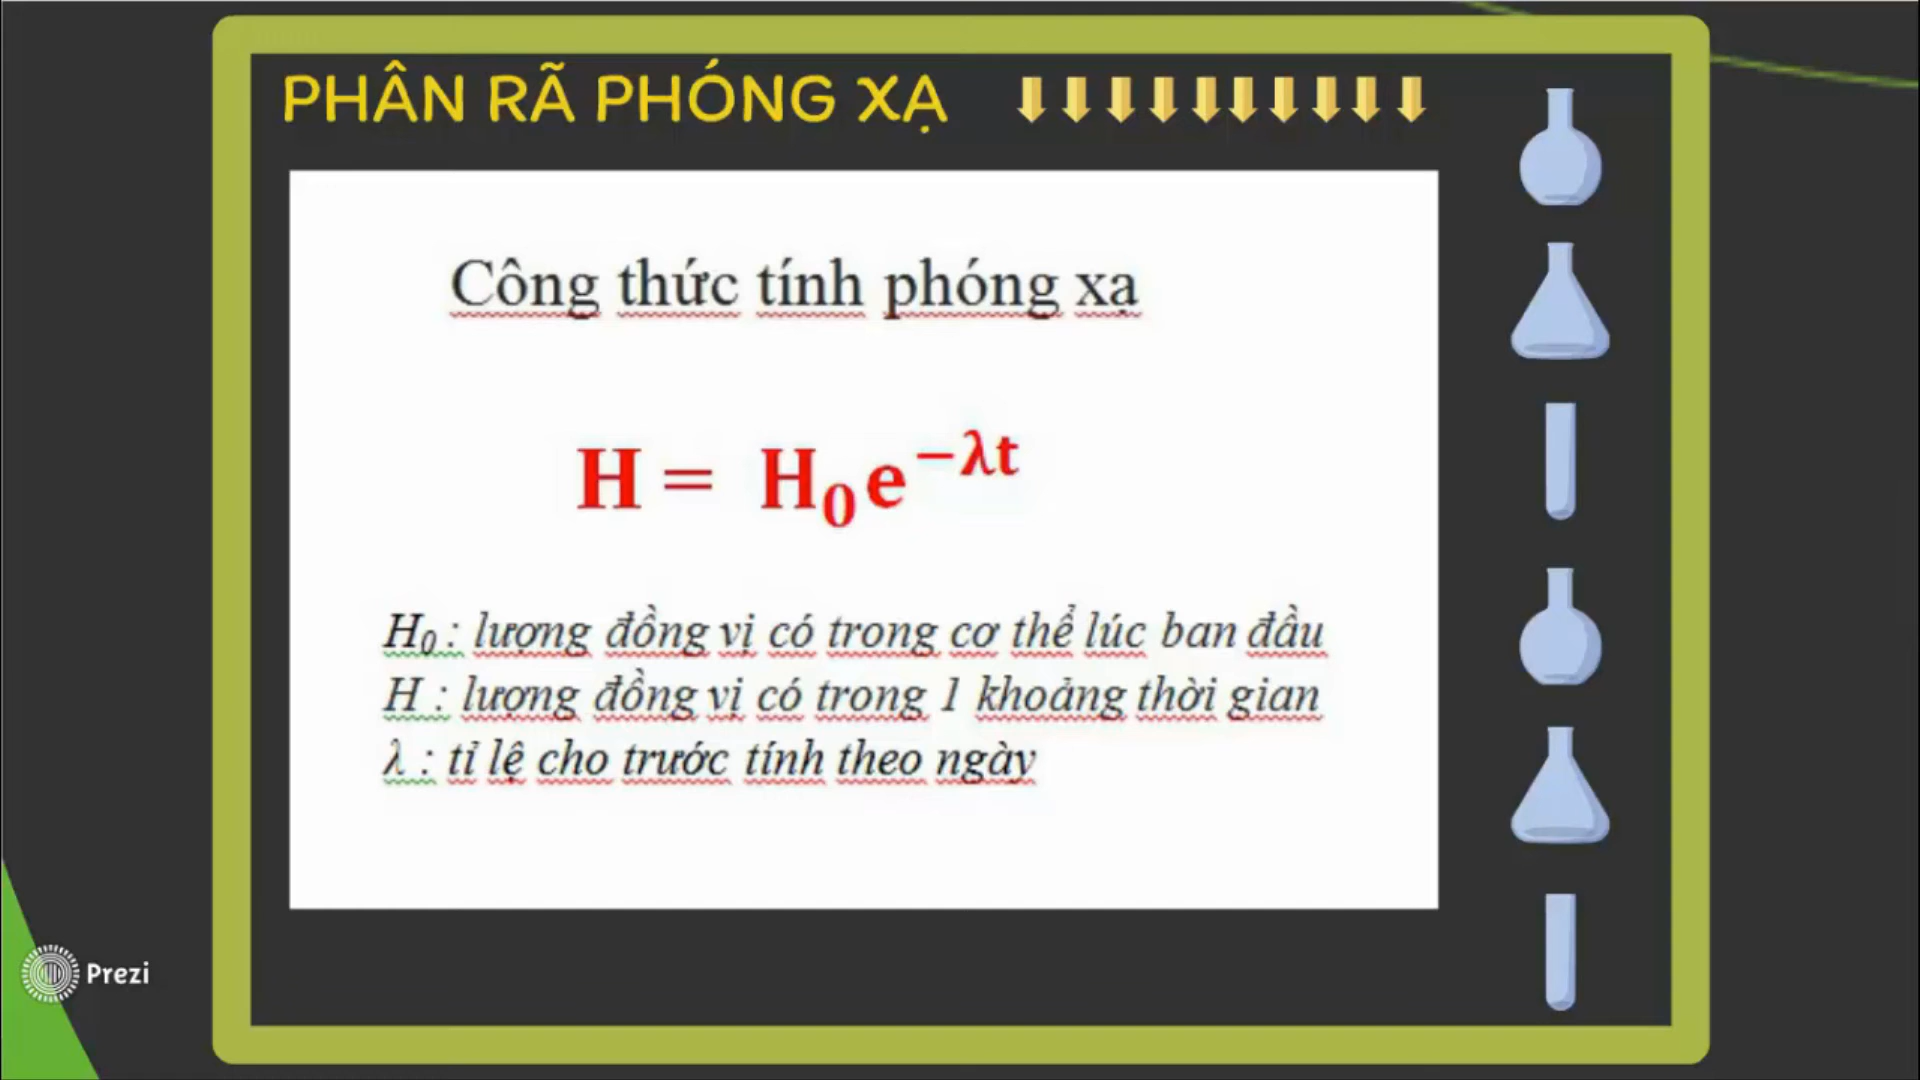 PHÂN RÃ PHÓNG XẠ
Công thức tính phóng xạ
H = H₀e^{-λt}
H₀ : lượng đồng vị có trong cơ thể lúc ban đầu
H : lượng đồng vị có trong 1 khoảng thời gian
λ : tỉ lệ cho trước tính theo ngày
Prezi